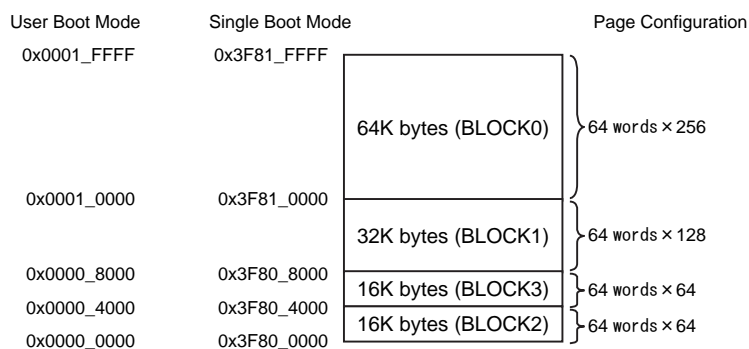 User Boot Mode Single Boot Mode Page Configuration
0x0001_FFFF 0x3F81_FFFF
64K bytes (BLOCK0) 64 words×256
0x0001_0000 0x3F81_0000
32K bytes (BLOCK1) 64 words×128
0x0000_8000 0x3F80_8000
16K bytes (BLOCK3) 64 words×64
0x0000_4000 0x3F80_4000
16K bytes (BLOCK2) 64 words×64
0x0000_0000 0x3F80_0000